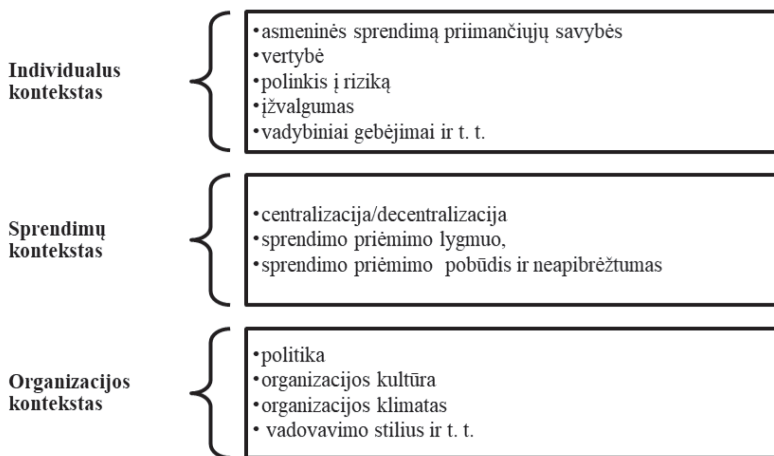 Individualus
kontekstas
•asmeninės sprendimą priimančiųjų savybės
•vertybė
•polinkis į riziką
•įžvalgumas
•vadybiniai gebėjimai ir t. t.
Sprendimų
kontekstas
•centralizacija/decentralizacija
•sprendimo priėmimo lygmuo,
•sprendimo priėmimo pobūdis ir neapibrėžtumas
Organizacijos
kontekstas
•politika
•organizacijos kultūra
•organizacijos klimatas
• vadovavimo stilius ir t. t.